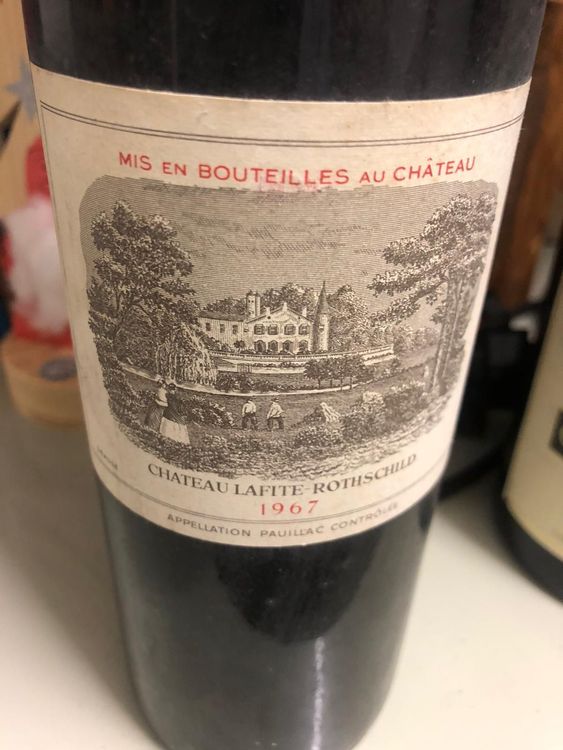 MIS EN BOUTEILLES AU CHÂTEAU
CHATEAU LAFITE-ROTHSCHILD
1967
APPELLATION PAUILLAC CONTRÔLÉE